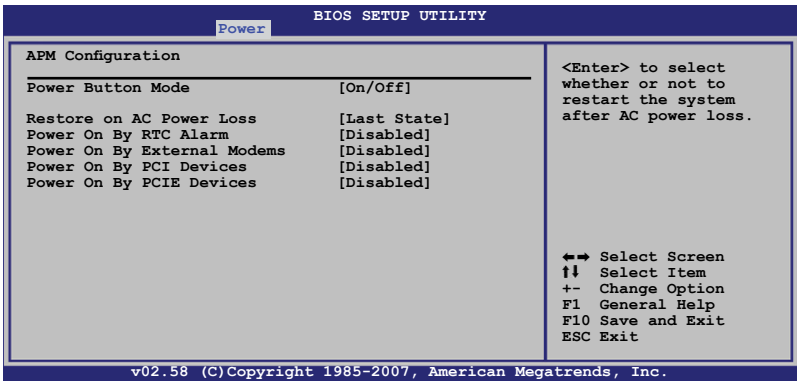 BIOS SETUP UTILITY
Power
APM Configuration
Power Button Mode [On/Off]
Restore on AC Power Loss [Last State]
Power On By RTC Alarm [Disabled]
Power On By External Modems [Disabled]
Power On By PCI Devices [Disabled]
Power On By PCIE Devices [Disabled]
<Enter> to select
whether or not to
restart the system
after AC power loss.
←→ Select Screen
↑↓ Select Item
+- Change Option
F1 General Help
F10 Save and Exit
ESC Exit
v02.58 (C)Copyright 1985-2007, American Megatrends, Inc.